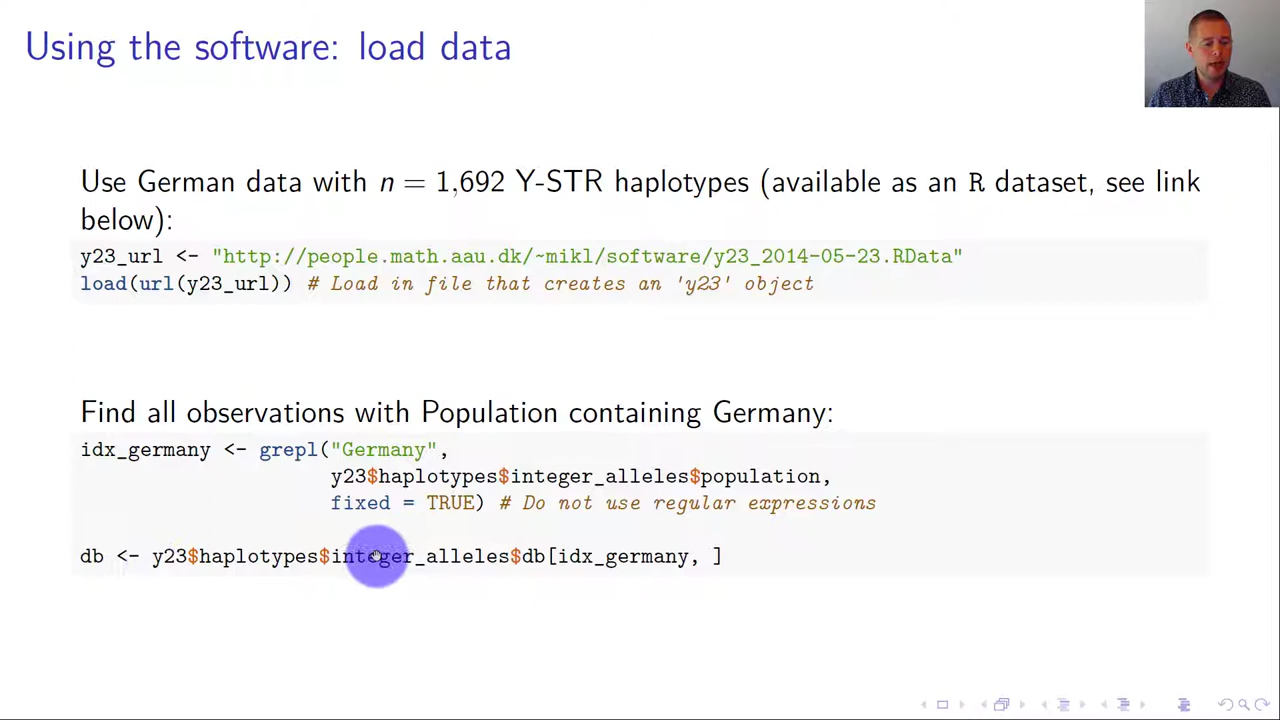 Using the software: load data
Use German data with n = 1,692 Y-STR haplotypes (available as an R dataset, see link
below):
y23_url <- "http://people.math.aau.dk/~mikl/software/y23_2014-05-23.RData"
load(url(y23_url)) # Load in file that creates an 'y23' object
Find all observations with Population containing Germany:
idx_germany <- grepl("Germany",
y23$haplotypes$integer_alleles$population,
fixed = TRUE) # Do not use regular expressions
db <- y23$haplotypes$integer_alleles$db[idx_germany, ]